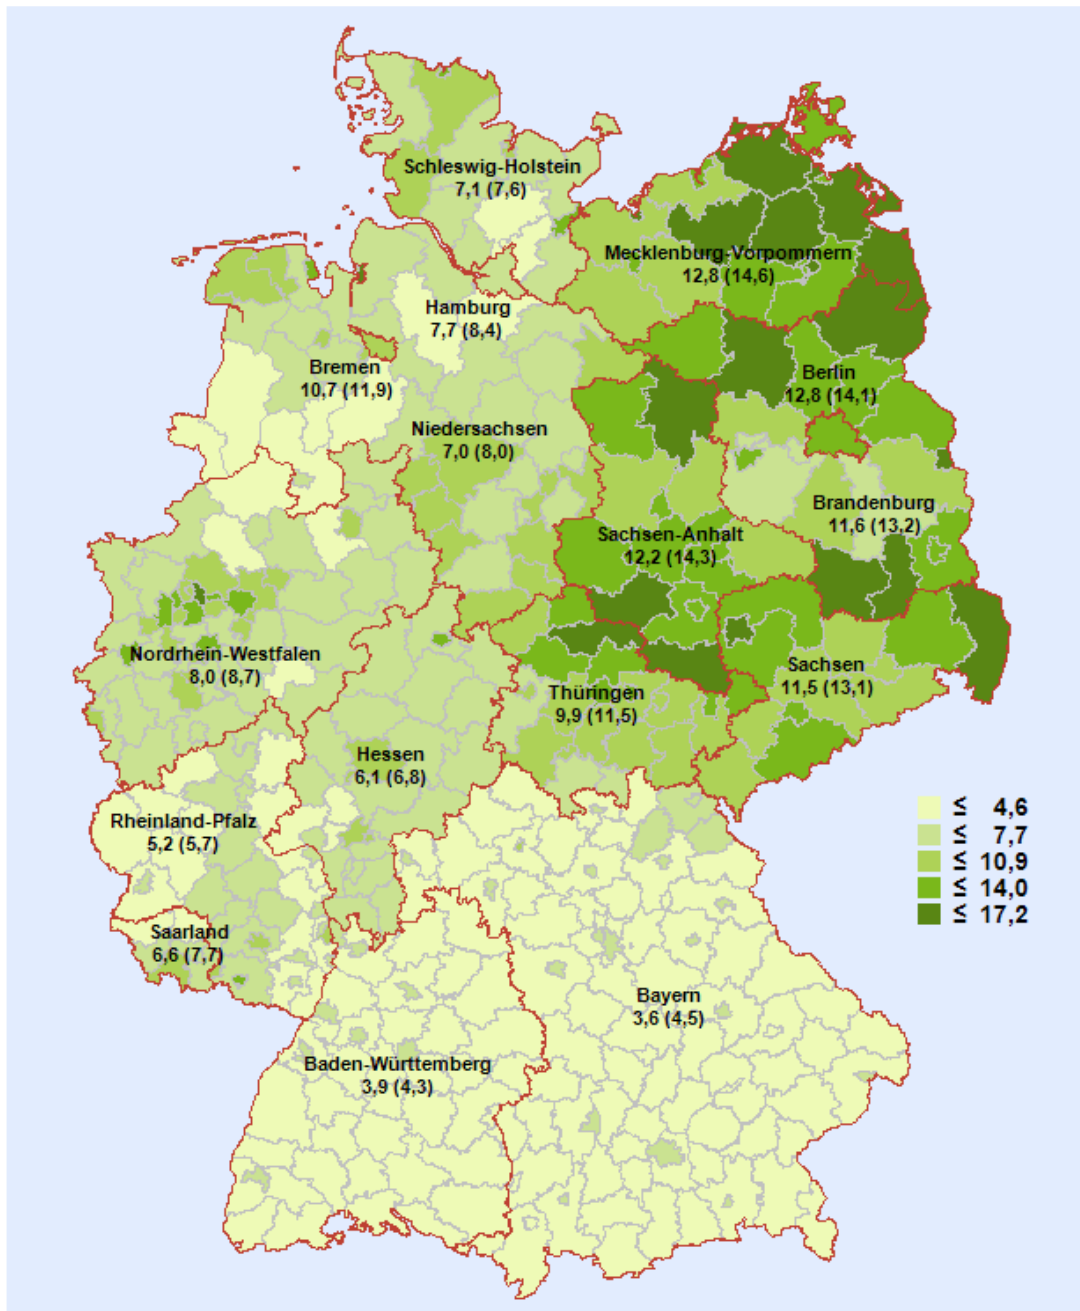 Schleswig-Holstein
7,1 (7,6)
Mecklenburg-Vorpommern
12,8 (14,6)
Hamburg
7,7 (8,4)
Bremen
10,7 (11,9)
Berlin
12,8 (14,1)
Niedersachsen
7,0 (8,0)
Brandenburg
11,6 (13,2)
Sachsen-Anhalt
12,2 (14,3)
Nordrhein-Westfalen
8,0 (8,7)
Sachsen
11,5 (13,1)
Thüringen
9,9 (11,5)
Hessen
6,1 (6,8)
Rheinland-Pfalz
5,2 (5,7)
Saarland
6,6 (7,7)
Bayern
3,6 (4,5)
Baden-Württemberg
3,9 (4,3)
≤ 4,6
≤ 7,7
≤ 10,9
≤ 14,0
≤ 17,2